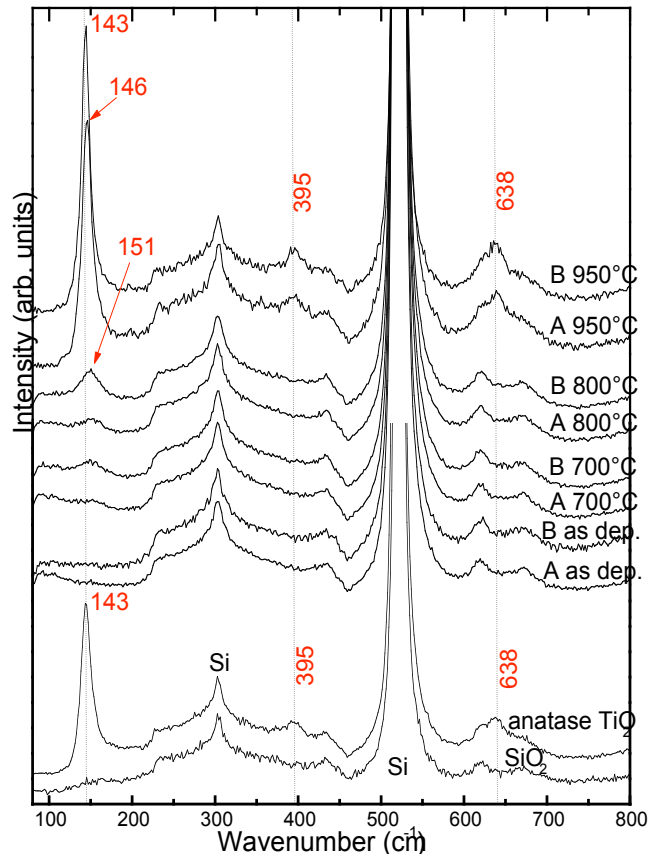 143
146
395
638
151
B 950°C
A 950°C
B 800°C
A 800°C
B 700°C
A 700°C
B as dep.
A as dep.
Intensity (arb. units)
143
Si
395
638
anatase TiO2
SiO2
Si
100 200 300 400 500 600 700 800
Wavenumber (cm-1)